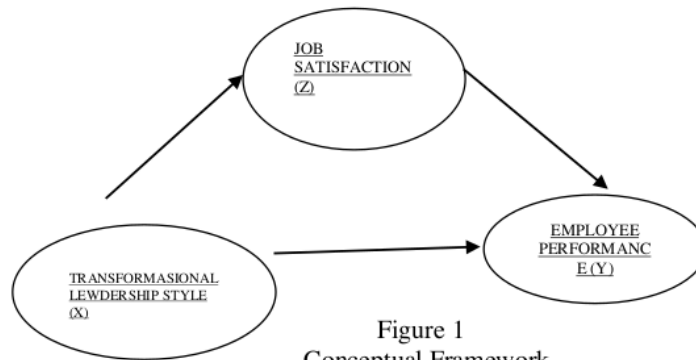 JOB
SATISFACTION
(Z)
EMPLOYEE
PERFORMANC
E (Y)
TRANSFORMASIONAL
LEWDERSHIP STYLE
(X)
Figure 1
Conceptual Framework